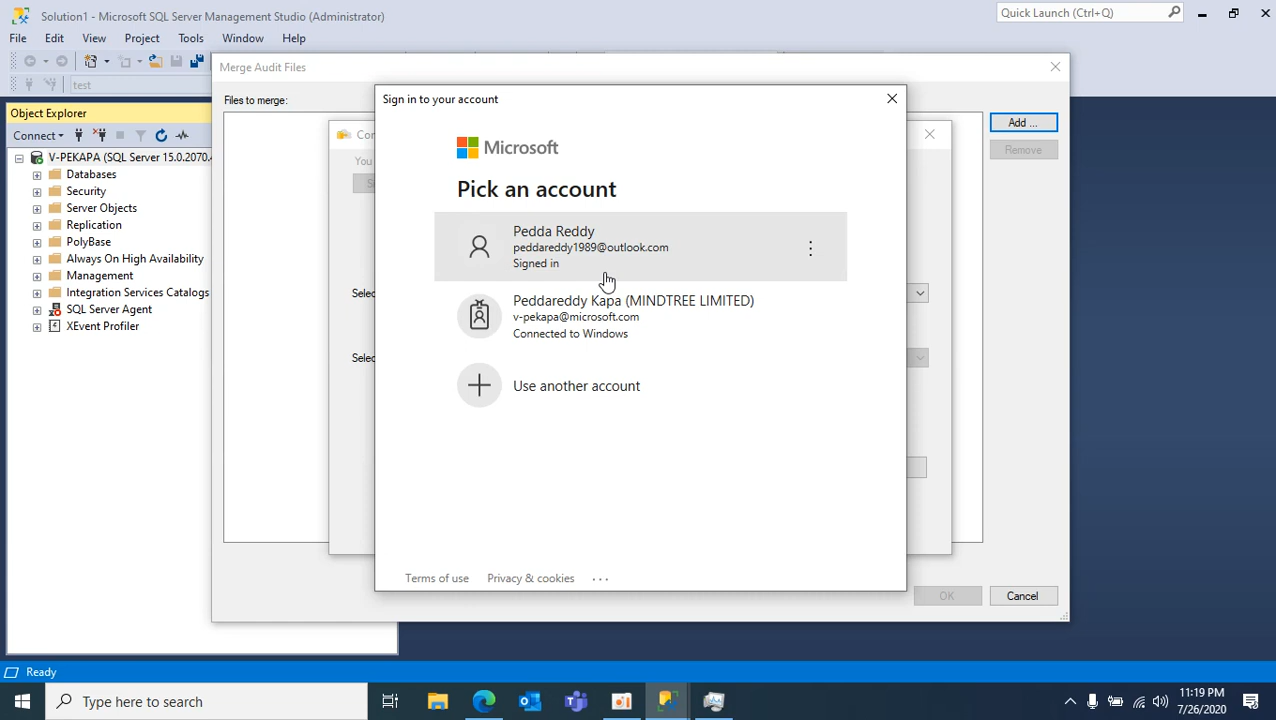 Solution1 - Microsoft SQL Server Management Studio (Administrator)
Quick Launch (Ctrl+Q)
File Edit View Project Tools Window Help
test
Merge Audit Files
Files to merge:
Add ...
Remove
OK
Cancel
Object Explorer
Connect
V-PEKAPA (SQL Server 15.0.2070.
Databases
Security
Server Objects
Replication
PolyBase
Always On High Availability
Management
Integration Services Catalogs
SQL Server Agent
XEvent Profiler
You
Selec
Selec
Sign in to your account
Microsoft
Pick an account
Pedda Reddy
peddareddy1989@outlook.com
Signed in
Peddareddy Kapa (MINDTREE LIMITED)
v-pekapa@microsoft.com
Connected to Windows
Use another account
Terms of use Privacy & cookies ...
Ready
Type here to search
11:19 PM
7/26/2020